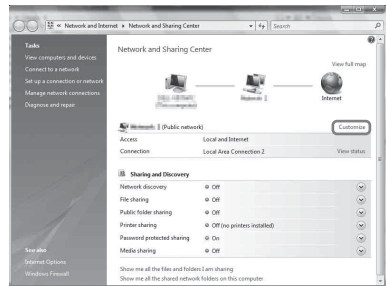 « Network and Internet ▸ Network and Sharing Center
Search
Tasks
View computers and devices
Connect to a network
Set up a connection or network
Manage network connections
Diagnose and repair
See also
Internet Options
Windows Firewall
Network and Sharing Center
View full map
Internet
(Public network)
Customize
Access Local and Internet
Connection Local Area Connection 2 View status
Sharing and Discovery
Network discovery Off
File sharing Off
Public folder sharing Off
Printer sharing Off (no printers installed)
Password protected sharing On
Media sharing Off
Show me all the files and folders I am sharing
Show me all the shared network folders on this computer